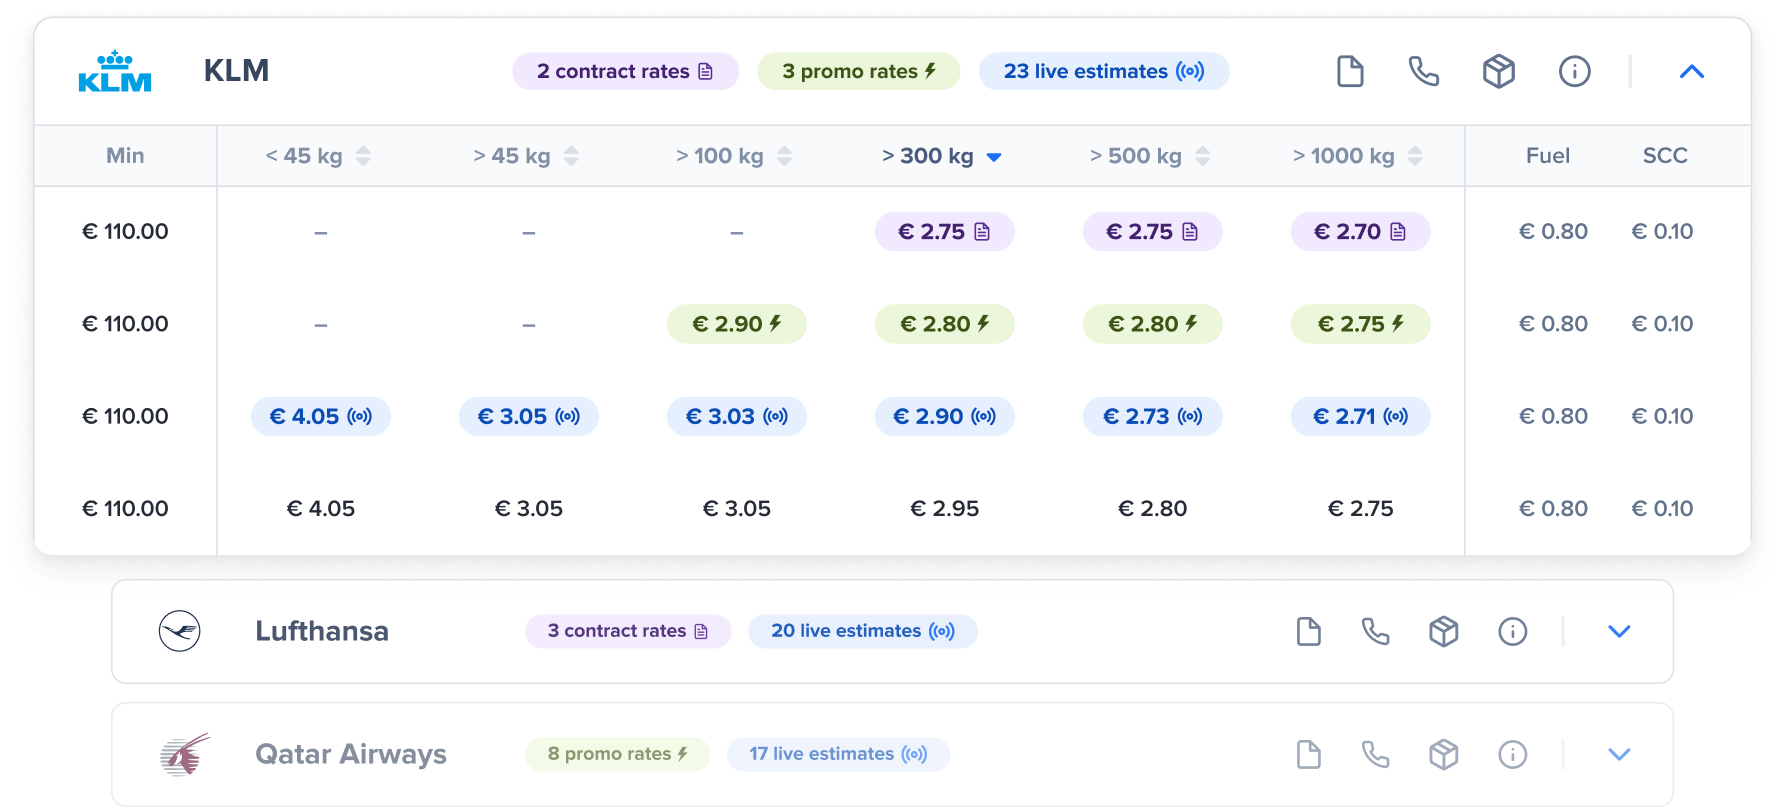 KLM KLM 2 contract rates 3 promo rates 23 live estimates
Min < 45 kg > 45 kg > 100 kg > 300 kg > 500 kg > 1000 kg Fuel SCC
€ 110.00 – – – € 2.75 € 2.75 € 2.70 € 0.80 € 0.10
€ 110.00 – – € 2.90 € 2.80 € 2.80 € 2.75 € 0.80 € 0.10
€ 110.00 € 4.05 € 3.05 € 3.03 € 2.90 € 2.73 € 2.71 € 0.80 € 0.10
€ 110.00 € 4.05 € 3.05 € 3.05 € 2.95 € 2.80 € 2.75 € 0.80 € 0.10
Lufthansa 3 contract rates 20 live estimates
Qatar Airways 8 promo rates 17 live estimates